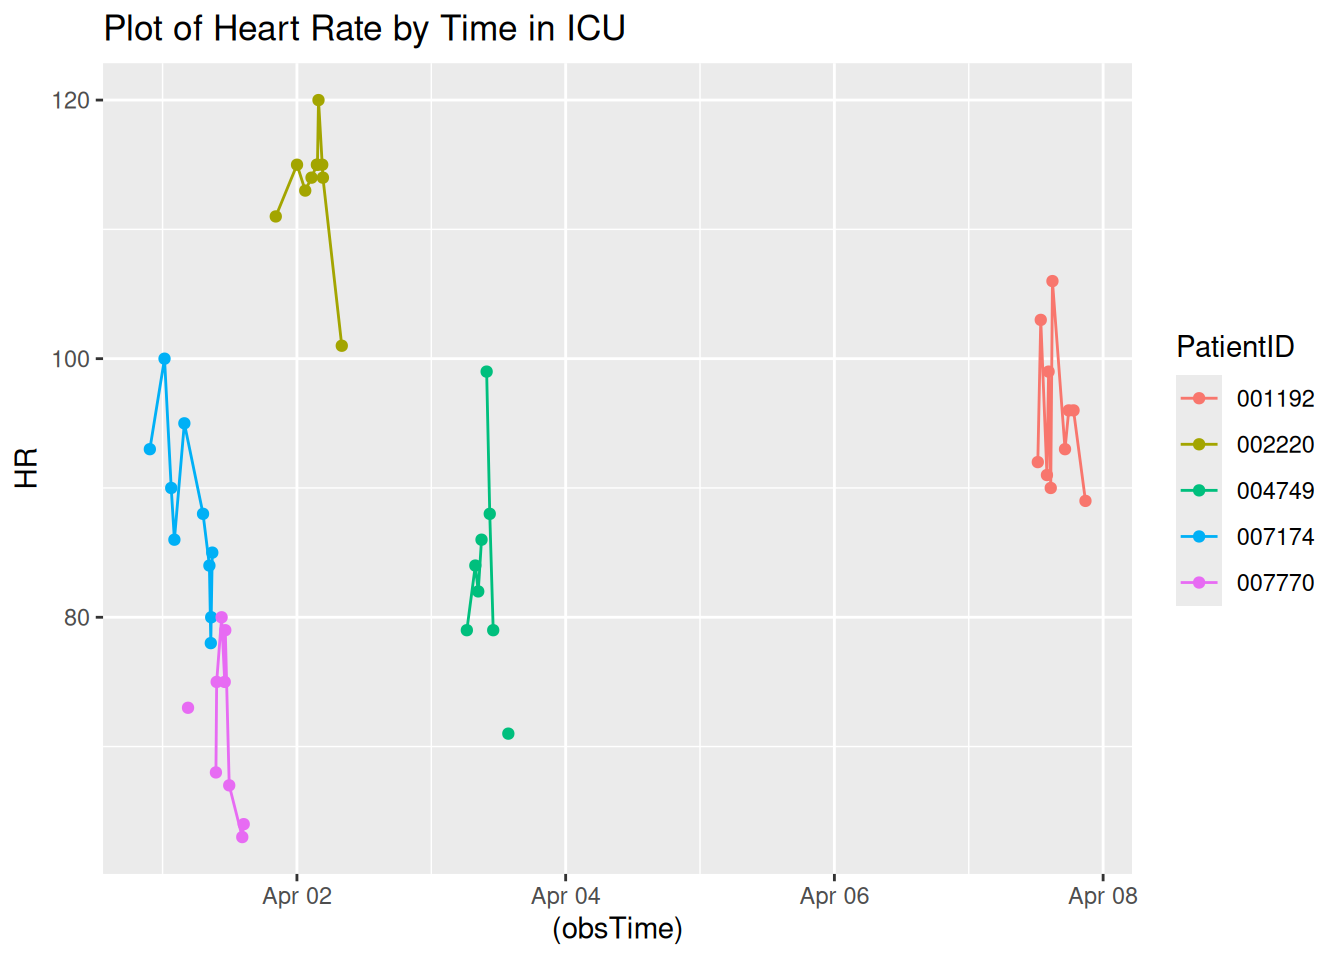 Plot of Heart Rate by Time in ICU
120
100
80
HR
Apr 02
Apr 04
Apr 06
Apr 08
(obsTime)
PatientID
001192
002220
004749
007174
007770